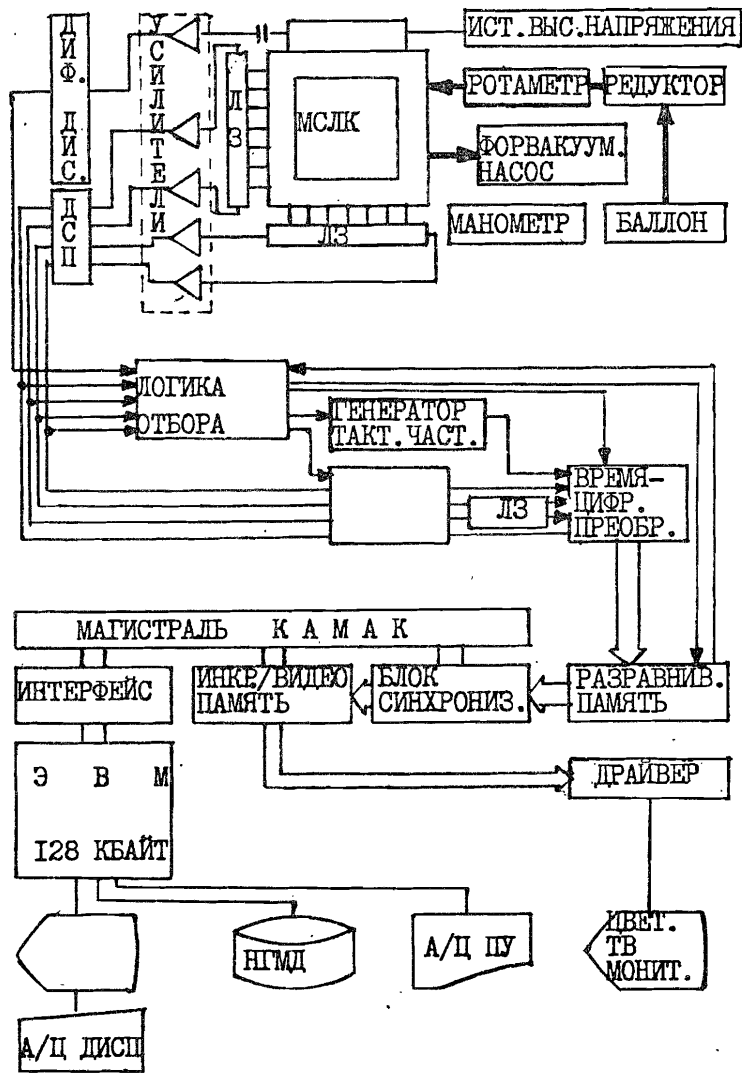 ДИФ. ДИС.
УСИЛИТЕЛИ
ДСП
ЛЗ
МСЛК
ЛЗ
ИСТ. ВЫС. НАПРЯЖЕНИЯ
РОТАМЕТР
РЕДУКТОР
ФОРВАКУУМ.
НАСОС
МАНОМЕТР
БАЛЛОН
ЛОГИКА
ОТБОРА
ГЕНЕРАТОР
ТАКТ. ЧАСТ.
ЛЗ
ВРЕМЯ-
ЦИФР.
ПРЕОБР.
МАГИСТРАЛЬ К А М А К
ИНТЕРФЕЙС
ИНКР/ВИДЕО
ПАМЯТЬ
БЛОК
СИНХРОНИЗ.
РАЗРАВНИВ.
ПАМЯТЬ
Э В М
I28 КБАЙТ
ДРАЙВЕР
НГМД
А/Ц ПУ
ЦВЕТ.
ТВ
МОНИТ.
А/Ц ДИСП